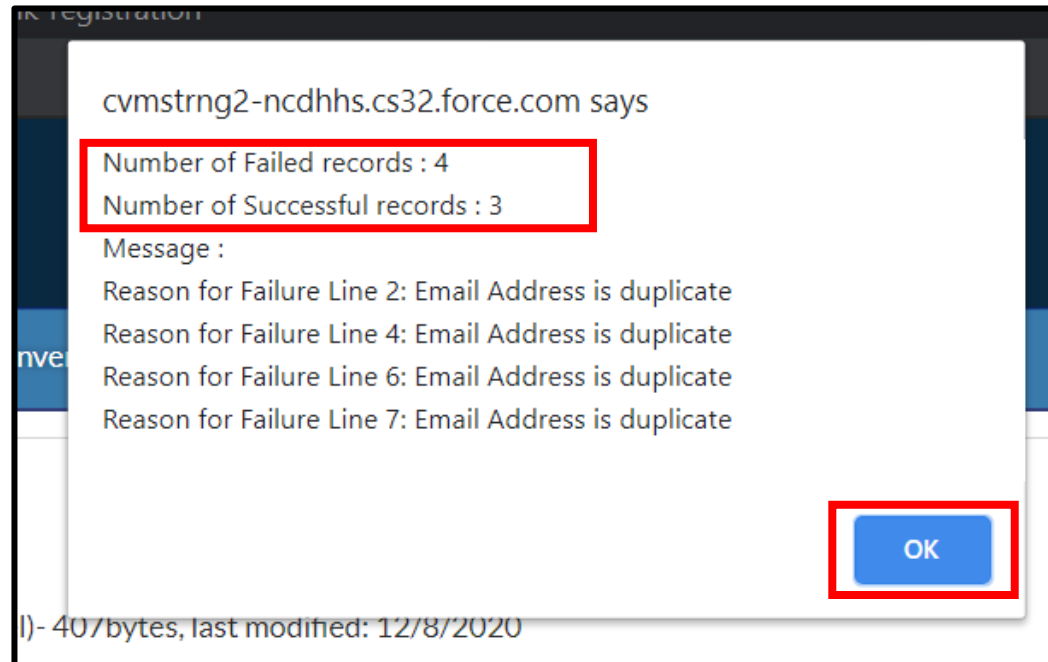 registration
cvmstrng2-ncdhhs.cs32.force.com says
Number of Failed records : 4
Number of Successful records : 3
Message :
Reason for Failure Line 2: Email Address is duplicate
Reason for Failure Line 4: Email Address is duplicate
Reason for Failure Line 6: Email Address is duplicate
Reason for Failure Line 7: Email Address is duplicate
OK
l)- 407bytes, last modified: 12/8/2020